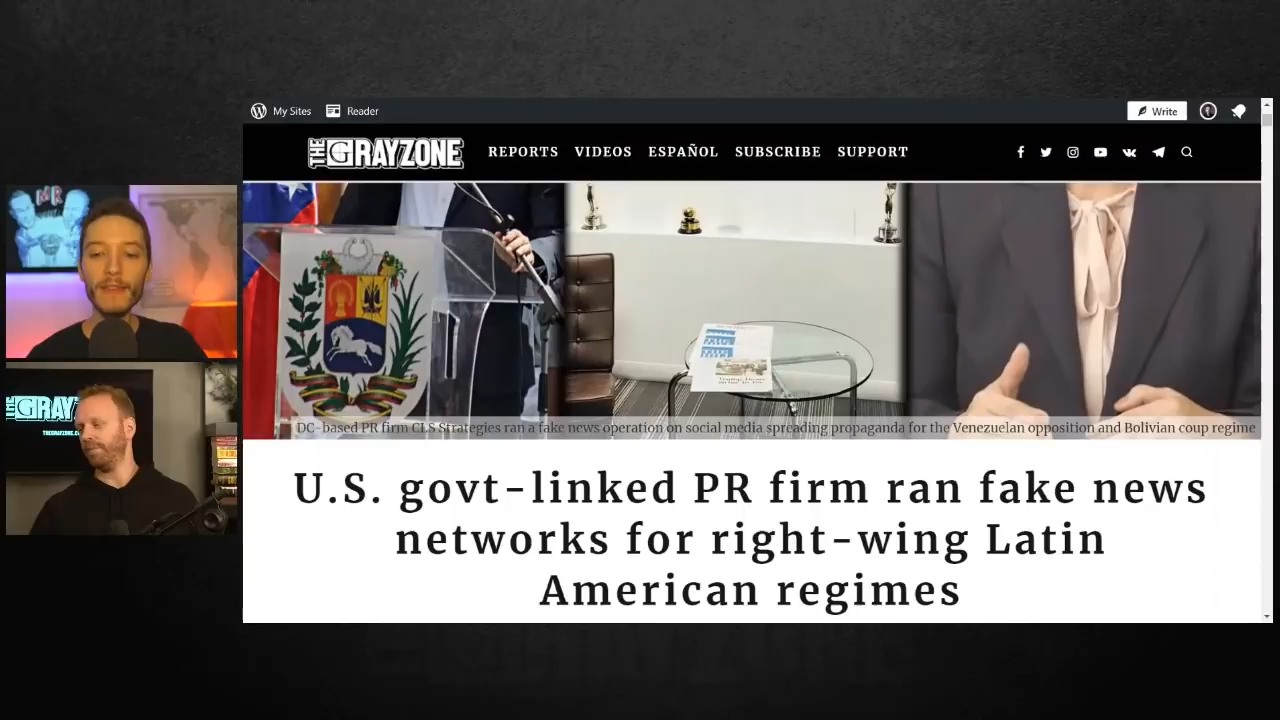 My Sites Reader Write
THE GRAYZONE REPORTS VIDEOS ESPAÑOL SUBSCRIBE SUPPORT
MR
DC-based PR firm CLS Strategies ran a fake news operation on social media spreading propaganda for the Venezuelan opposition and Bolivian coup regime
THE GRAYZ
U.S. govt-linked PR firm ran fake news
networks for right-wing Latin
American regimes